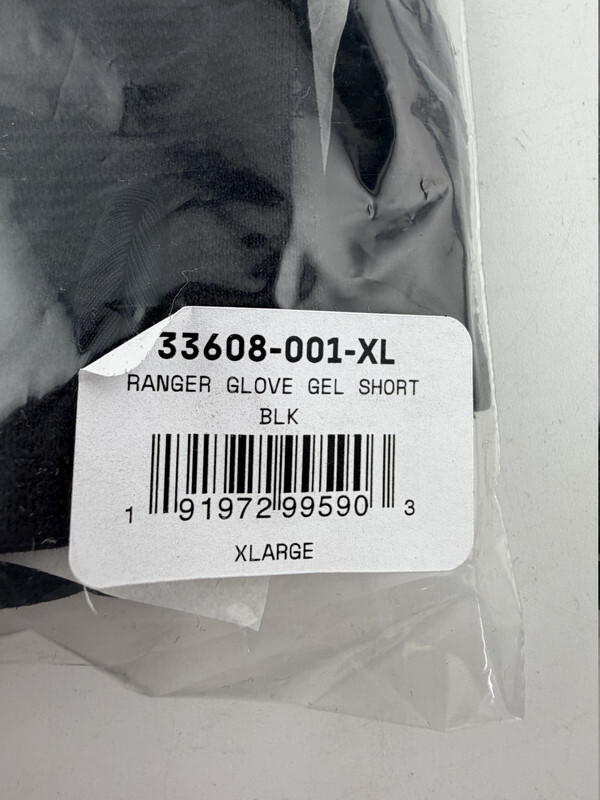 33608-001-XL
RANGER GLOVE GEL SHORT
BLK
1 91972 99590 3
XLARGE